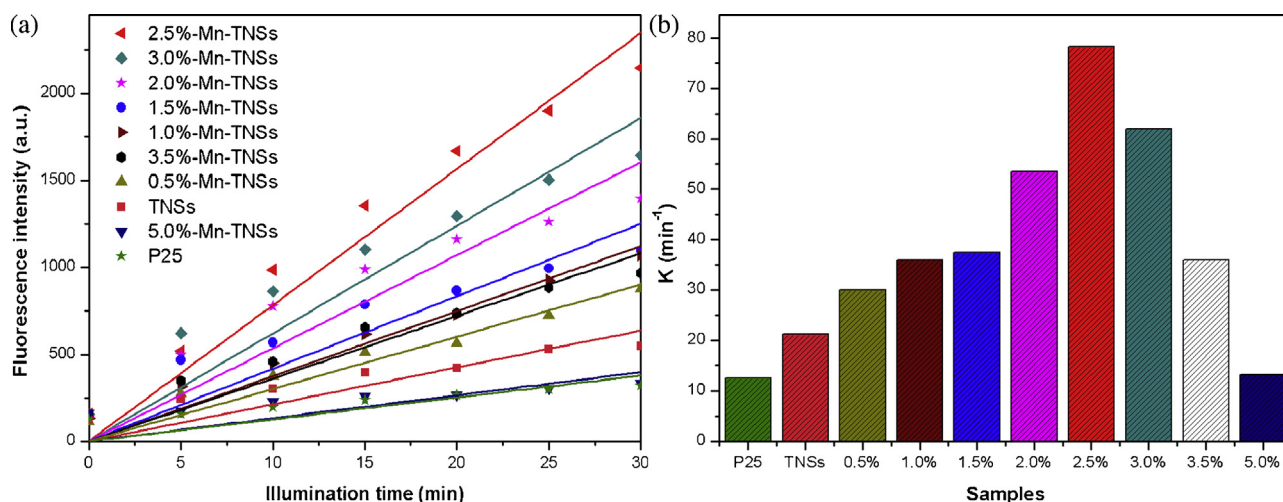 (a)
2.5%-Mn-TNSs
3.0%-Mn-TNSs
2.0%-Mn-TNSs
1.5%-Mn-TNSs
1.0%-Mn-TNSs
3.5%-Mn-TNSs
0.5%-Mn-TNSs
TNSs
5.0%-Mn-TNSs
P25
Fluorescence intensity (a.u.)
2000
1500
1000
500
0
0 5 10 15 20 25 30
Illumination time (min)
(b)
K (min⁻¹)
80
70
60
50
40
30
20
10
0
P25 TNSs 0.5% 1.0% 1.5% 2.0% 2.5% 3.0% 3.5% 5.0%
Samples